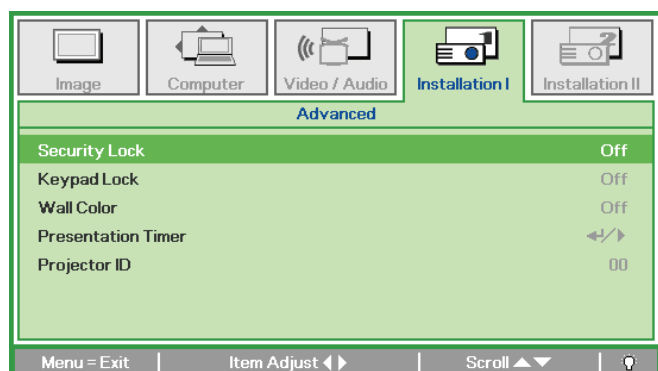 Image Computer Video / Audio Installation I Installation II
Advanced
Security Lock Off
Keypad Lock Off
Wall Color Off
Presentation Timer
Projector ID 00
Menu = Exit Item Adjust Scroll